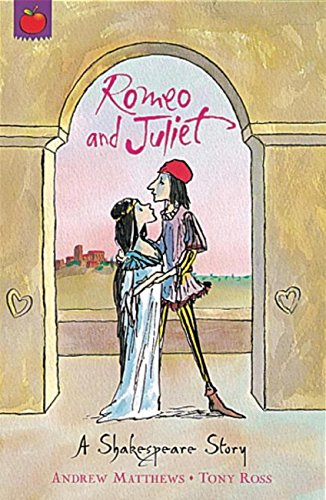 Romeo
and Juliet
A Shakespeare Story
ANDREW MATTHEWS • TONY ROSS